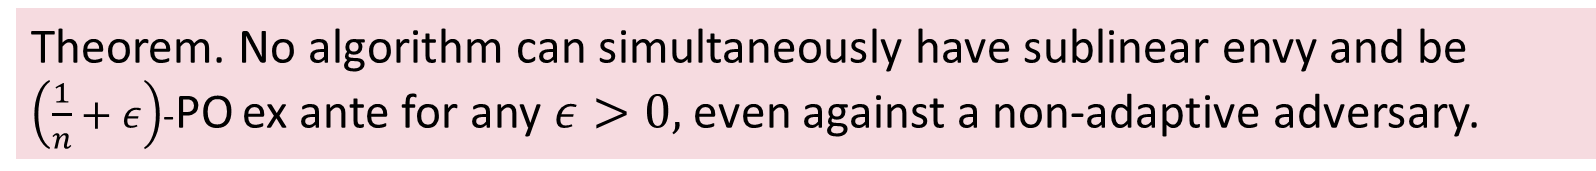 Theorem. No algorithm can simultaneously have sublinear envy and be
(1/n + ϵ)-PO ex ante for any ϵ > 0, even against a non-adaptive adversary.